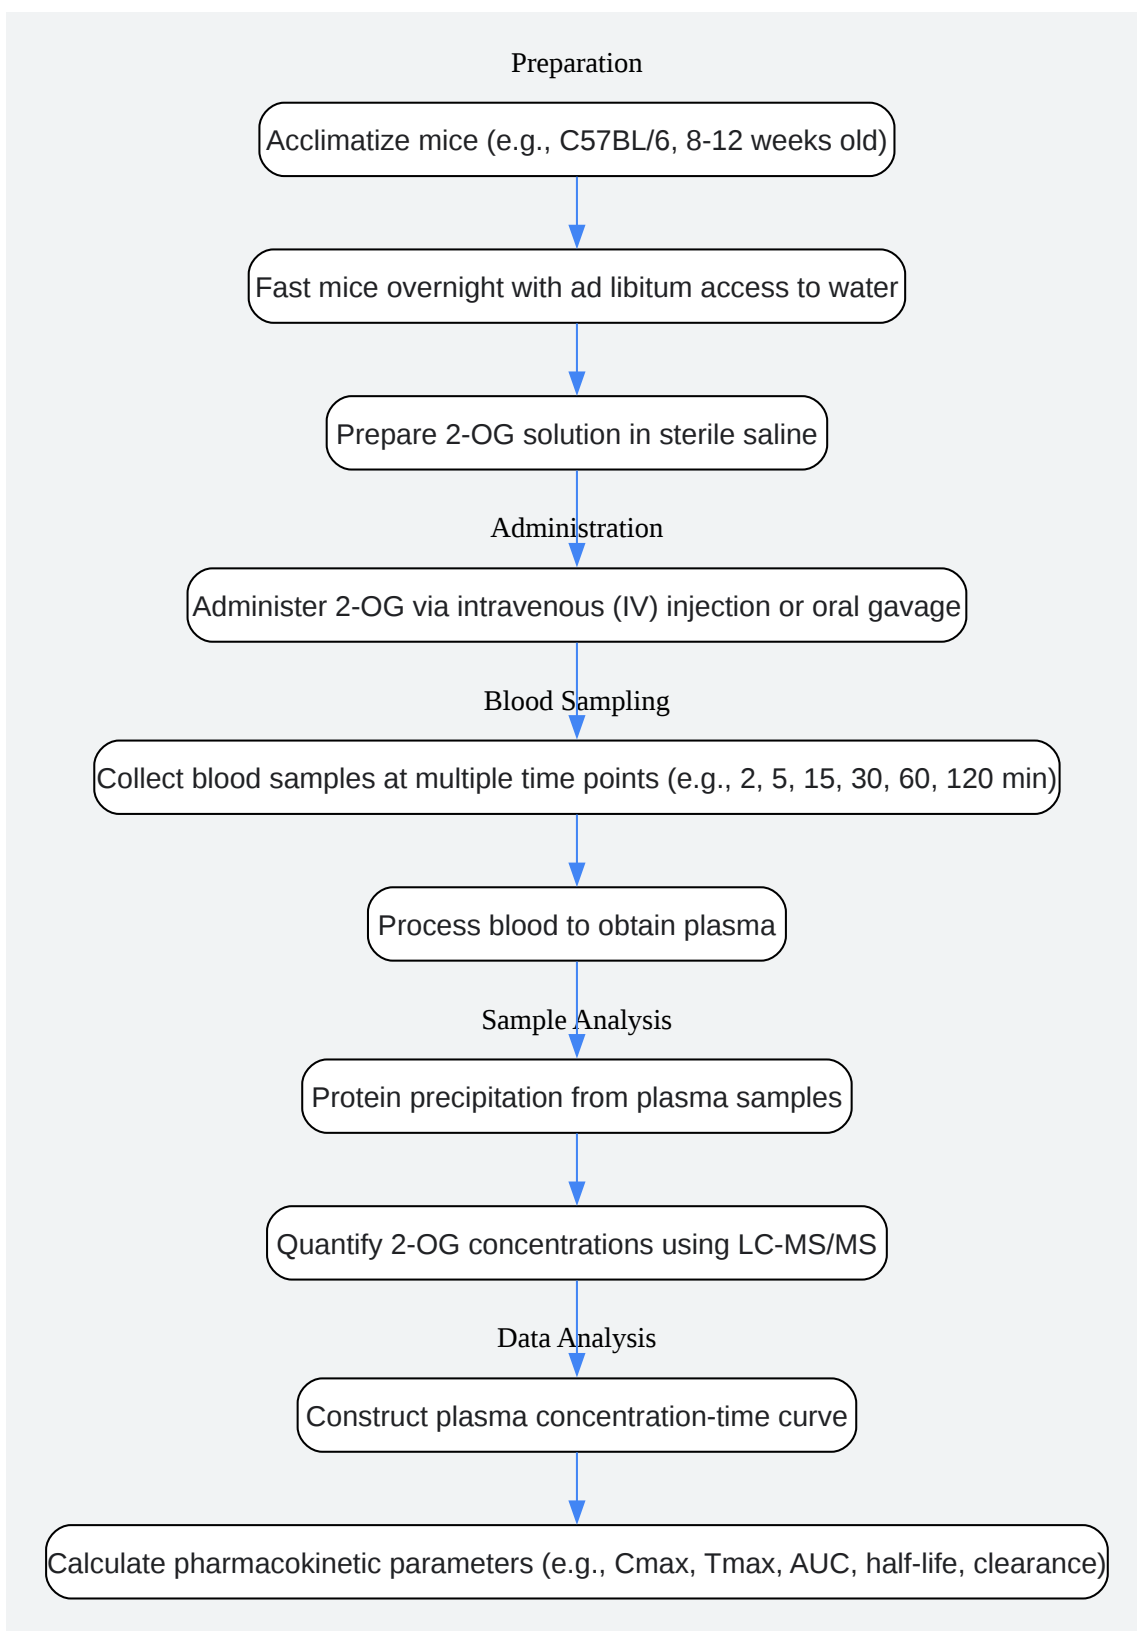 Preparation
Acclimatize mice (e.g., C57BL/6, 8-12 weeks old)
Fast mice overnight with ad libitum access to water
Prepare 2-OG solution in sterile saline
Administration
Administer 2-OG via intravenous (IV) injection or oral gavage
Blood Sampling
Collect blood samples at multiple time points (e.g., 2, 5, 15, 30, 60, 120 min)
Process blood to obtain plasma
Sample Analysis
Protein precipitation from plasma samples
Quantify 2-OG concentrations using LC-MS/MS
Data Analysis
Construct plasma concentration-time curve
Calculate pharmacokinetic parameters (e.g., Cmax, Tmax, AUC, half-life, clearance)